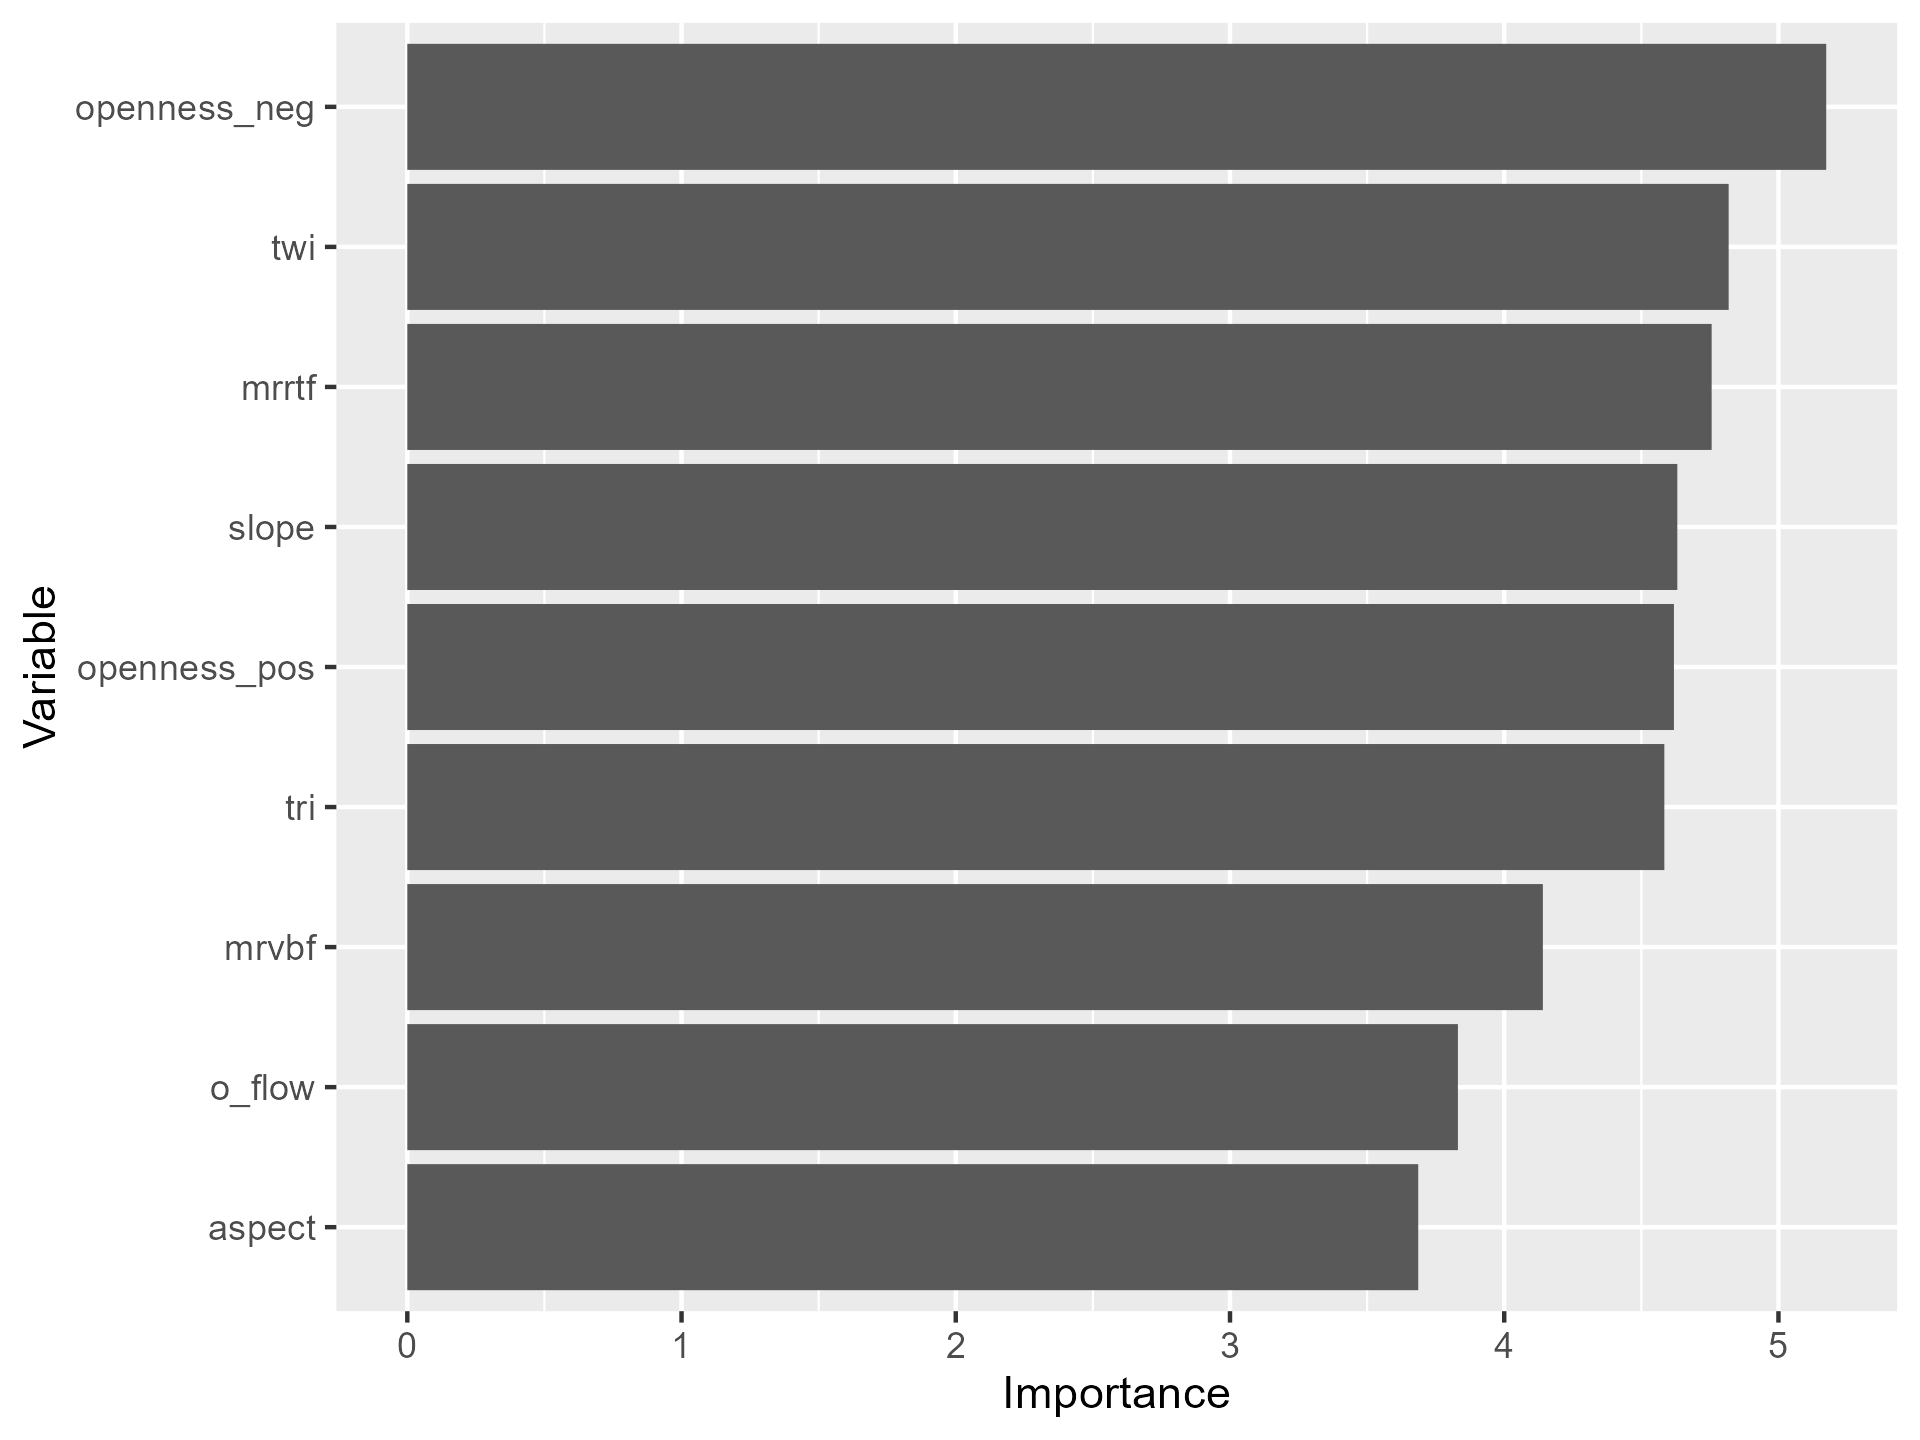 openness_neg
twi
mrrtf
slope
openness_pos
tri
mrvbf
o_flow
aspect
Variable
0 1 2 3 4 5
Importance